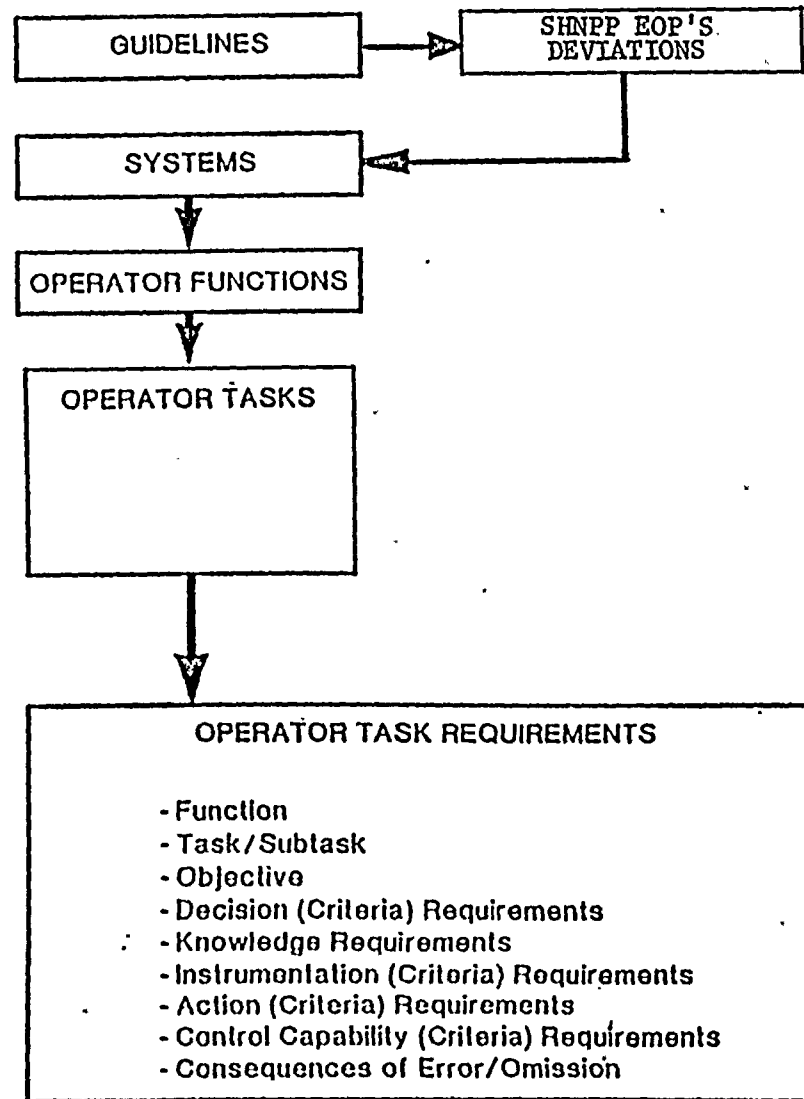 GUIDELINES
SHNPP EOP'S.
DEVIATIONS
SYSTEMS
OPERATOR FUNCTIONS
OPERATOR TASKS
OPERATOR TASK REQUIREMENTS
- Function
- Task/Subtask
- Objective
- Decision (Criteria) Requirements
- Knowledge Requirements
- Instrumentation (Criteria) Requirements
- Action (Criteria) Requirements
- Control Capability (Criteria) Requirements
- Consequences of Error/Omission